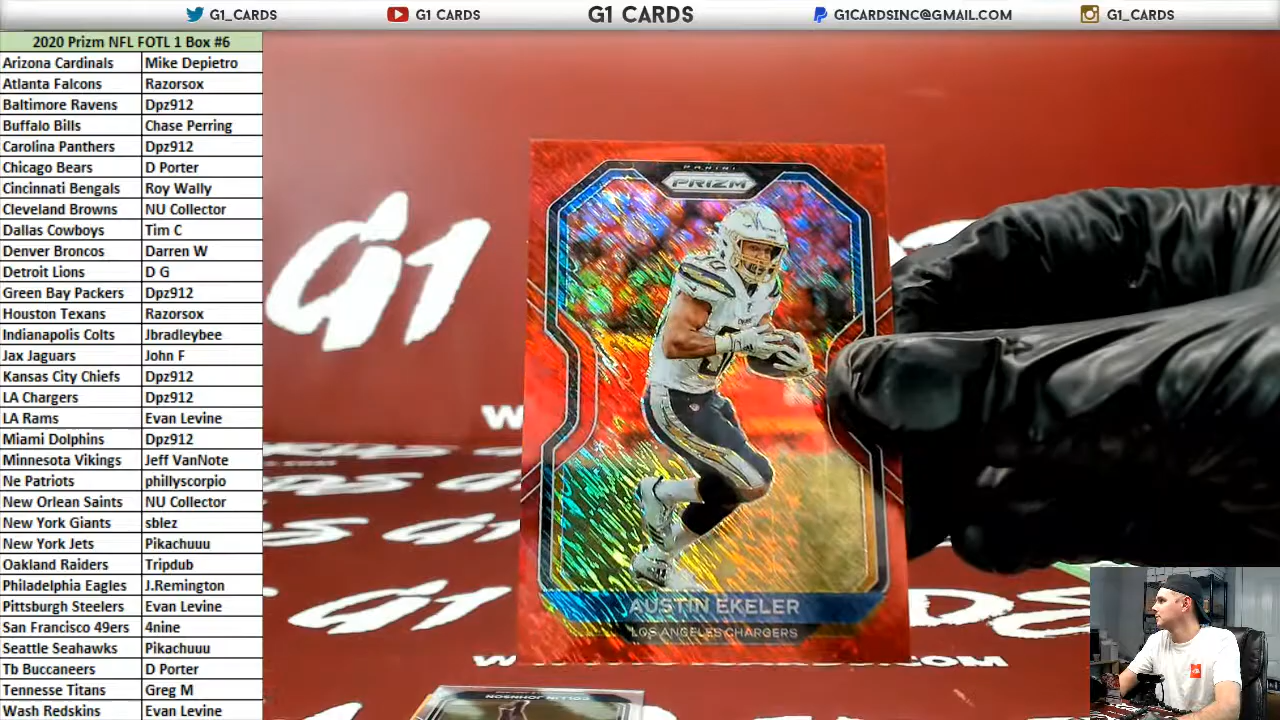 G1_CARDS
G1 CARDS
G1 CARDS
G1CARDSINC@GMAIL.COM
G1_CARDS
2020 Prizm NFL FOTL 1 Box #6
Arizona Cardinals Mike Depietro
Atlanta Falcons Razorsox
Baltimore Ravens Dpz912
Buffalo Bills Chase Perring
Carolina Panthers Dpz912
Chicago Bears D Porter
Cincinnati Bengals Roy Wally
Cleveland Browns NU Collector
Dallas Cowboys Tim C
Denver Broncos Darren W
Detroit Lions D G
Green Bay Packers Dpz912
Houston Texans Razorsox
Indianapolis Colts Jbradleybee
Jax Jaguars John F
Kansas City Chiefs Dpz912
LA Chargers Dpz912
LA Rams Evan Levine
Miami Dolphins Dpz912
Minnesota Vikings Jeff VanNote
Ne Patriots phillyscorpio
New Orlean Saints NU Collector
New York Giants sblez
New York Jets Pikachuuu
Oakland Raiders Tripdub
Philadelphia Eagles J.Remington
Pittsburgh Steelers Evan Levine
San Francisco 49ers 4nine
Seattle Seahawks Pikachuuu
Tb Buccaneers D Porter
Tennesse Titans Greg M
Wash Redskins Evan Levine
PANINI
PRIZM
30
AUSTIN EKELER
LOS ANGELES CHARGERS
G1
G1
G1
COLLIN JOHNSON